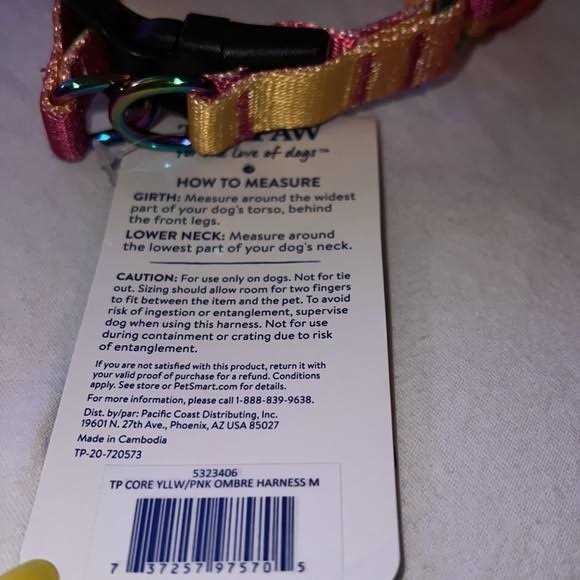 PAW
love of dogs™
HOW TO MEASURE
GIRTH: Measure around the widest
part of your dog's torso, behind
the front legs.
LOWER NECK: Measure around
the lowest part of your dog's neck.
CAUTION: For use only on dogs. Not for tie
out. Sizing should allow room for two fingers
to fit between the item and the pet. To avoid
risk of ingestion or entanglement, supervise
dog when using this harness. Not for use
during containment or crating due to risk
of entanglement.
If you are not satisfied with this product, return it with
your valid proof of purchase for a refund. Conditions
apply. See store or PetSmart.com for details.
For more information, please call 1-888-839-9638.
Dist. by/par: Pacific Coast Distributing, Inc.
19601 N. 27th Ave., Phoenix, AZ USA 85027
Made in Cambodia
TP-20-720573
5323406
TP CORE YLLW/PNK OMBRE HARNESS M
7 37257 97570 5